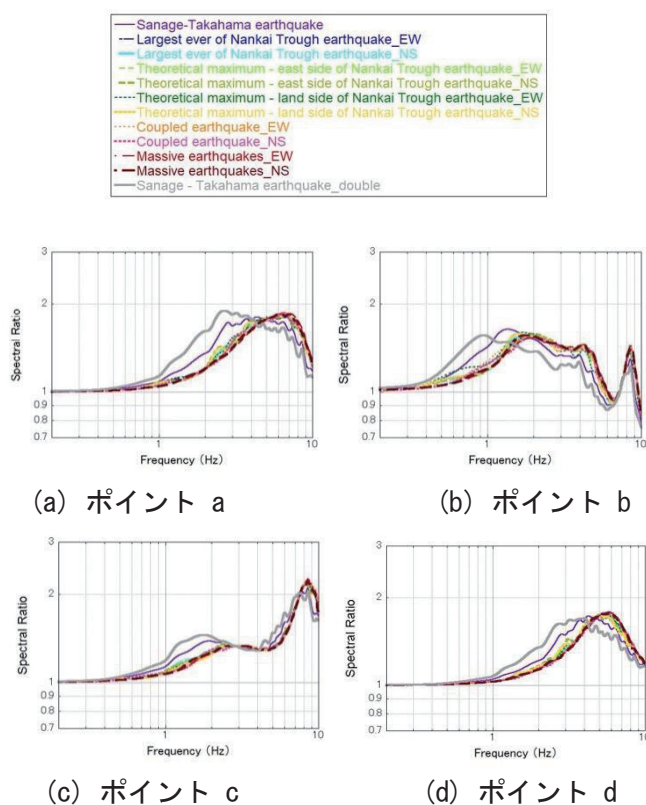 Sanage-Takahama earthquake
Largest ever of Nankai Trough earthquake_EW
Largest ever of Nankai Trough earthquake_NS
Theoretical maximum - east side of Nankai Trough earthquake_EW
Theoretical maximum - east side of Nankai Trough earthquake_NS
Theoretical maximum - land side of Nankai Trough earthquake_EW
Theoretical maximum - land side of Nankai Trough earthquake_NS
Coupled earthquake_EW
Coupled earthquake_NS
Massive earthquakes_EW
Massive earthquakes_NS
Sanage - Takahama earthquake_double
3
2
1
0.9
0.8
0.7
Spectral Ratio
1
10
Frequency (Hz)
(a) ポイント a
3
2
1
0.9
0.8
0.7
Spectral Ratio
1
10
Frequency (Hz)
(b) ポイント b
3
2
1
0.9
0.8
0.7
Spectral Ratio
1
10
Frequency (Hz)
(c) ポイント c
3
2
1
0.9
0.8
0.7
Spectral Ratio
1
10
Frequency (Hz)
(d) ポイント d